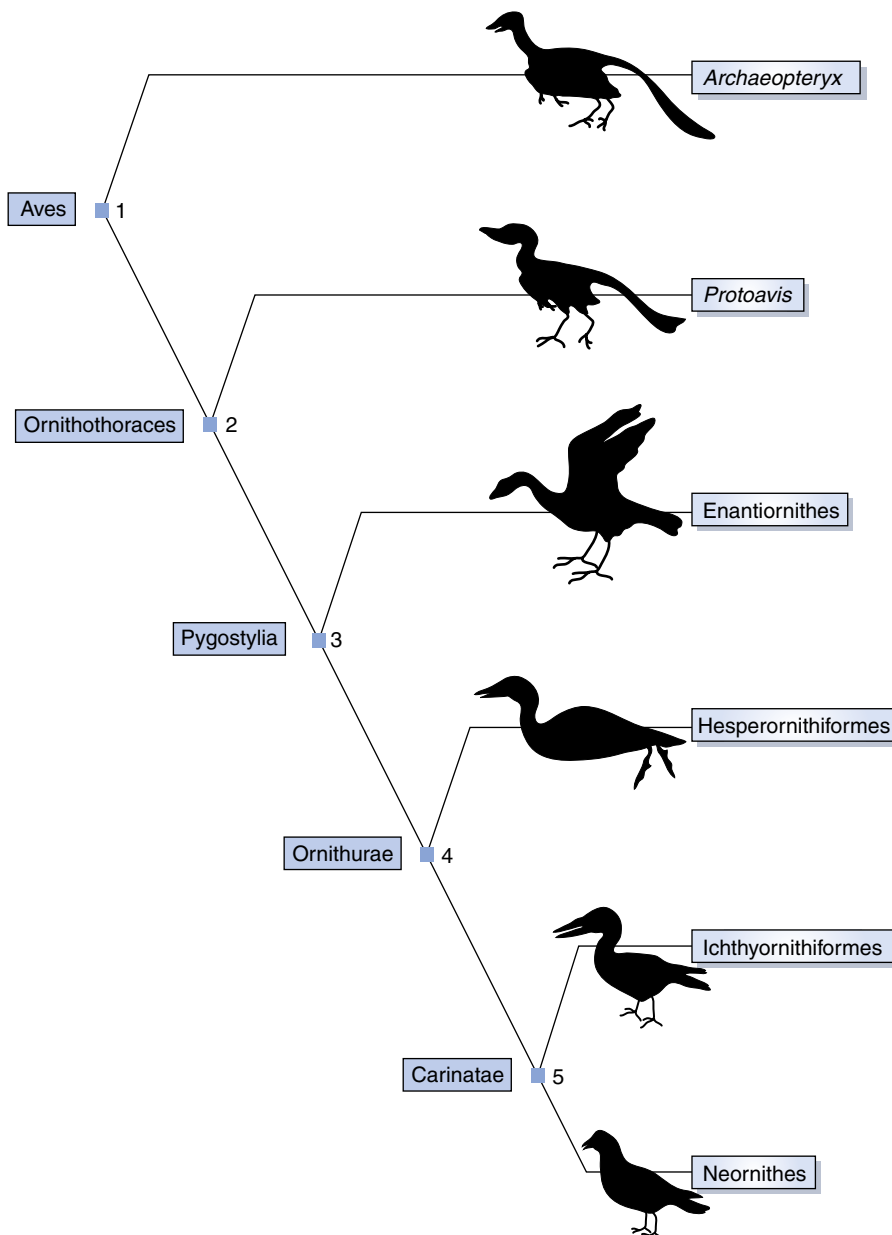 Archaeopteryx
Aves
1
Protoavis
Ornithothoraces
2
Enantiornithes
Pygostylia
3
Hesperornithiformes
Ornithurae
4
Ichthyornithiformes
Carinatae
5
Neornithes